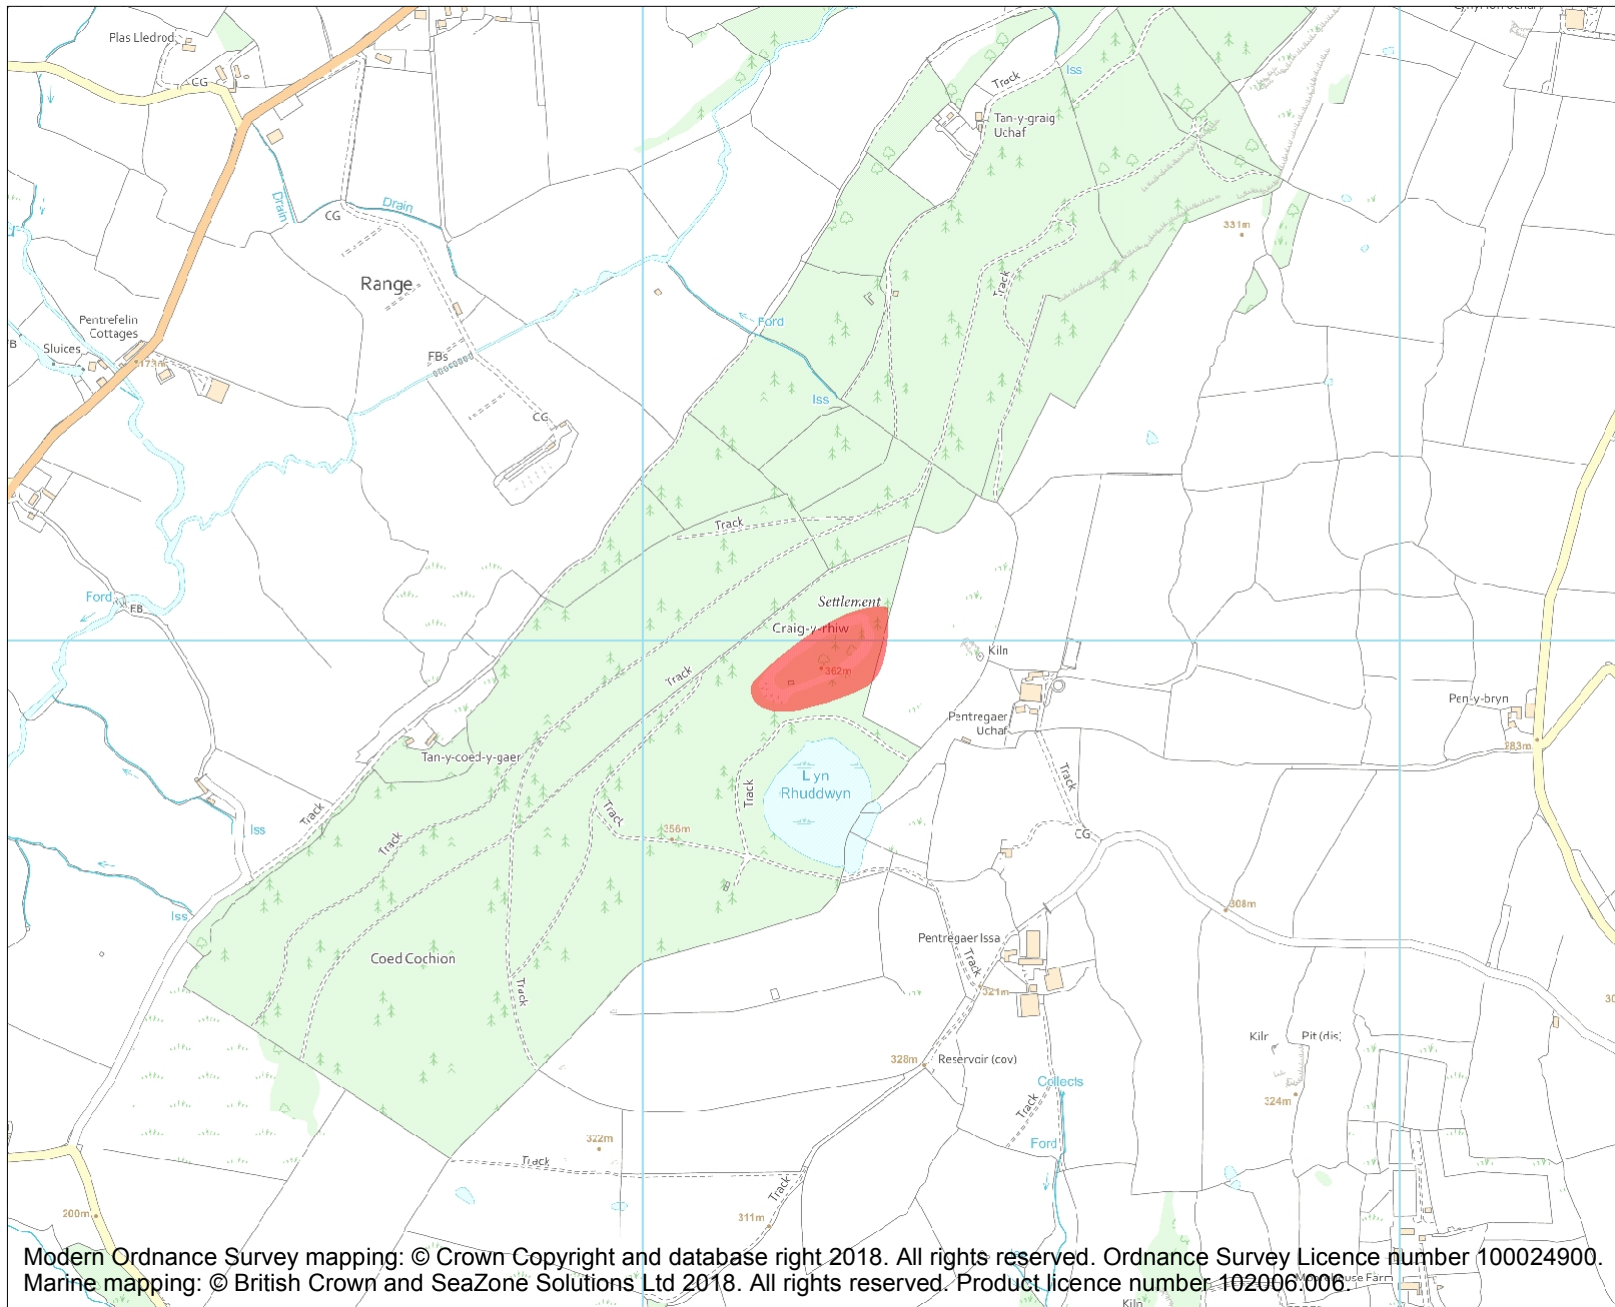 Plas Lledrod
CG
Iss
Track
Tan-y-graig
Uchaf
Drain
Drain
CG
331m
Range
Track
Pentrefelin
Cottages
Sluices
173m
Ford
FBs
Iss
CG
Track
Ford
FB
Settlement
Craig-y-rhiw
362m
Kiln
Track
Pentregaer
Uchaf
Pen-y-bryn
283m
Tan-y-coed-y-gaer
Track
Track
Llyn
Rhuddwyn
Track
Track
Track
356m
CG
Iss
Iss
308m
Coed Cochion
Pentregaer Issa
Track
Track
321m
Kiln
Pit (dis)
328m
Reservoir (cov)
Collects
Track
324m
Ford
322m
Track
Track
200m
311m
Modern Ordnance Survey mapping: © Crown Copyright and database right 2018. All rights reserved. Ordnance Survey Licence number 100024900.
Marine mapping: © British Crown and SeaZone Solutions Ltd 2018. All rights reserved. Product licence number 102006.006.
Kiln